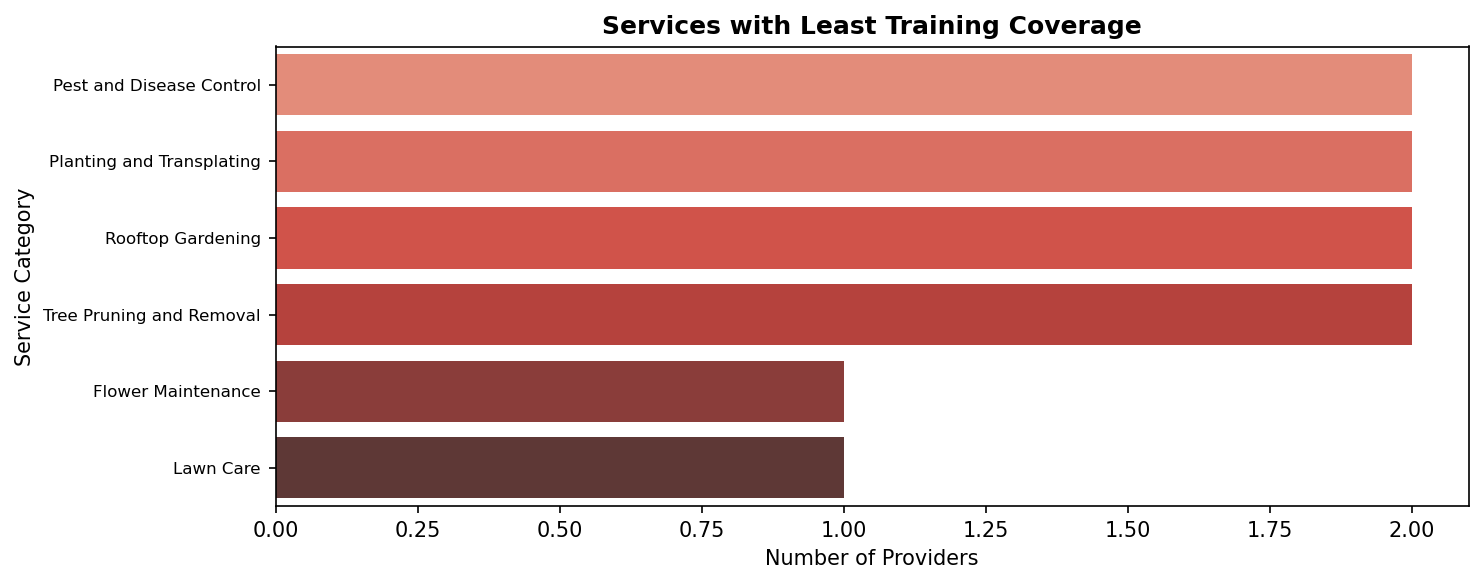 Services with Least Training Coverage
Service Category
Pest and Disease Control
Planting and Transplating
Rooftop Gardening
Tree Pruning and Removal
Flower Maintenance
Lawn Care
0.00 0.25 0.50 0.75 1.00 1.25 1.50 1.75 2.00
Number of Providers